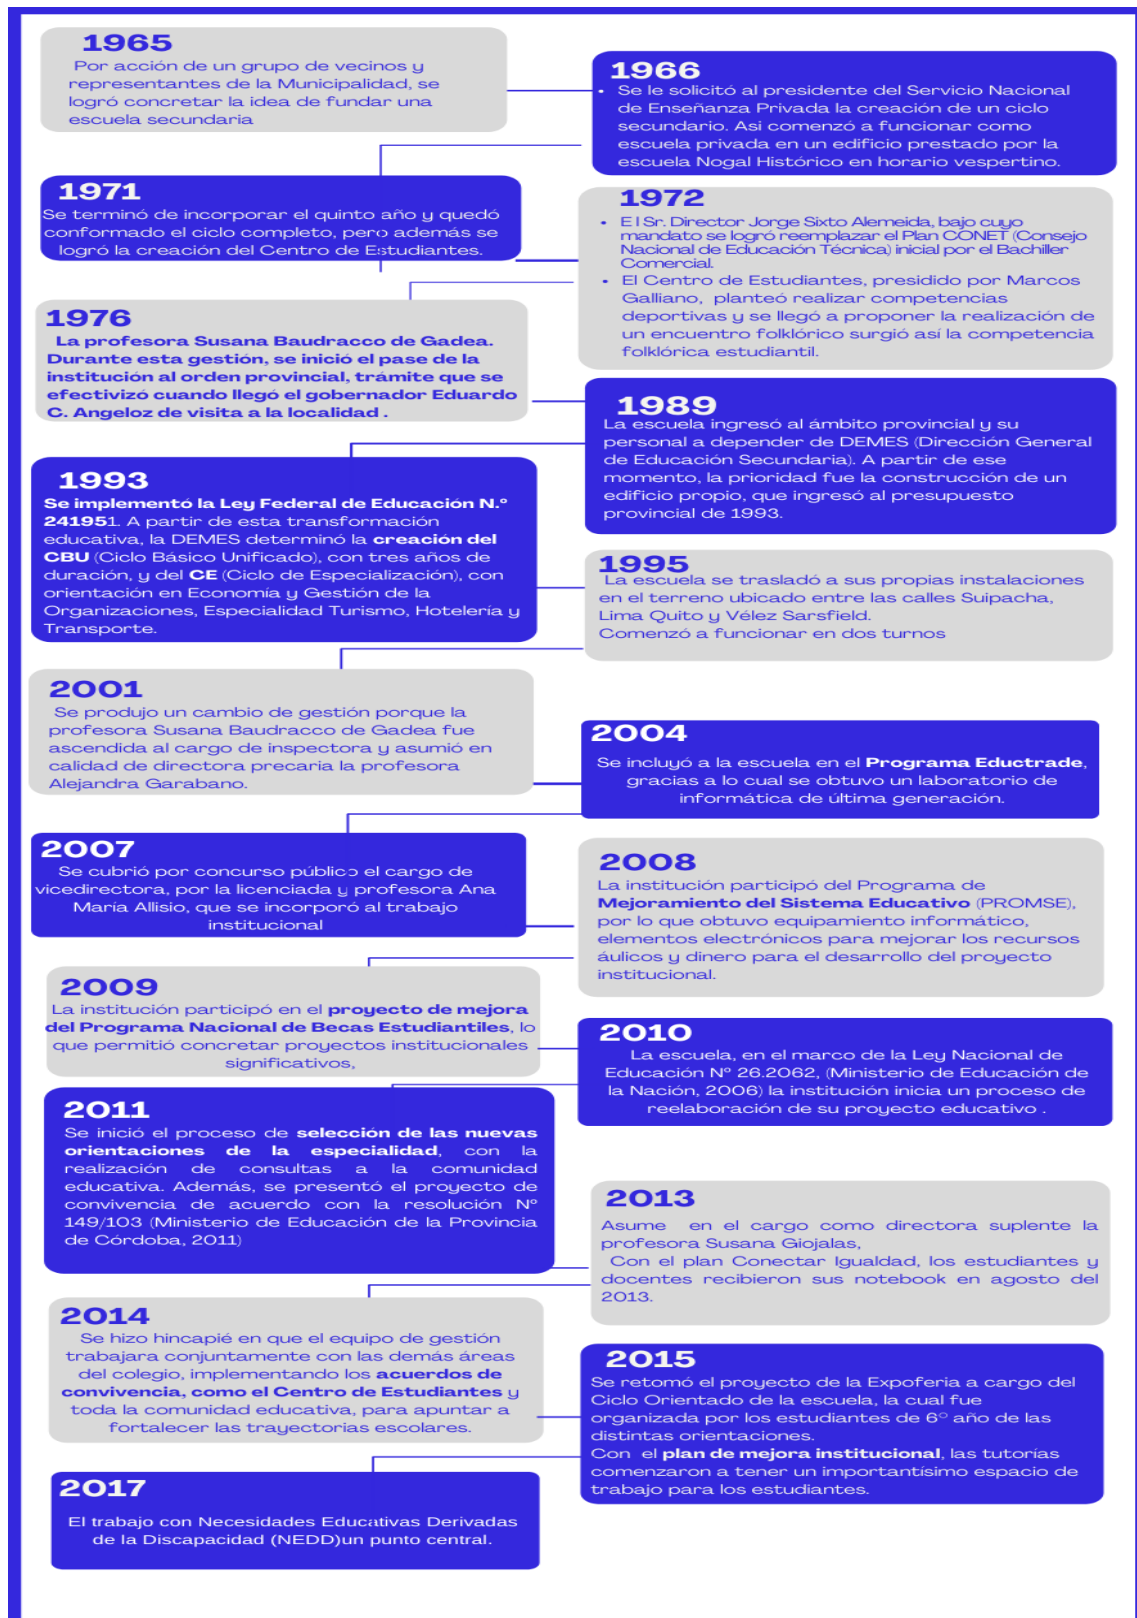 1965
Por acción de un grupo de vecinos y
representantes de la Municipalidad, se
logró concretar la idea de fundar una
escuela secundaria
1966
• Se le solicitó al presidente del Servicio Nacional
de Enseñanza Privada la creación de un ciclo
secundario. Asi comenzó a funcionar como
escuela privada en un edificio prestado por la
escuela Nogal Histórico en horario vespertino.
1971
Se terminó de incorporar el quinto año y quedó
conformado el ciclo completo, pero además se
logró la creación del Centro de Estudiantes.
1972
• E l Sr. Director Jorge Sixto Alemeida, bajo cuyo
mandato se logró reemplazar el Plan CONET (Consejo
Nacional de Educación Técnica) inicial por el Bachiller
Comercial.
• El Centro de Estudiantes, presidido por Marcos
Galliano, planteó realizar competencias
deportivas y se llegó a proponer la realización de
un encuentro folklórico surgió así la competencia
folklórica estudiantil.
1976
La profesora Susana Baudracco de Gadea.
Durante esta gestión, se inició el pase de la
institución al orden provincial, trámite que se
efectivizó cuando llegó el gobernador Eduardo
C. Angeloz de visita a la localidad .
1989
La escuela ingresó al ámbito provincial y su
personal a depender de DEMES (Dirección General
de Educación Secundaria). A partir de ese
momento, la prioridad fue la construcción de un
edificio propio, que ingresó al presupuesto
provincial de 1993.
1993
Se implementó la Ley Federal de Educación N.º
241951. A partir de esta transformación
educativa, la DEMES determinó la creación del
CBU (Ciclo Básico Unificado), con tres años de
duración, y del CE (Ciclo de Especialización), con
orientación en Economía y Gestión de la
Organizaciones, Especialidad Turismo, Hotelería y
Transporte.
1995
La escuela se trasladó a sus propias instalaciones
en el terreno ubicado entre las calles Suipacha,
Lima Quito y Vélez Sarsfield.
Comenzó a funcionar en dos turnos
2001
Se produjo un cambio de gestión porque la
profesora Susana Baudracco de Gadea fue
ascendida al cargo de inspectora y asumió en
calidad de directora precaria la profesora
Alejandra Garabano.
2004
Se incluyó a la escuela en el Programa Eductrade,
gracias a lo cual se obtuvo un laboratorio de
informática de última generación.
2007
Se cubrió por concurso público el cargo de
vicedirectora, por la licenciada y profesora Ana
María Allisio, que se incorporó al trabajo
institucional
2008
La institución participó del Programa de
Mejoramiento del Sistema Educativo (PROMSE),
por lo que obtuvo equipamiento informático,
elementos electrónicos para mejorar los recursos
áulicos y dinero para el desarrollo del proyecto
institucional.
2009
La institución participó en el proyecto de mejora
del Programa Nacional de Becas Estudiantiles, lo
que permitió concretar proyectos institucionales
significativos,
2010
La escuela, en el marco de la Ley Nacional de
Educación Nº 26.2062, (Ministerio de Educación de
la Nación, 2006) la institución inicia un proceso de
reelaboración de su proyecto educativo .
2011
Se inició el proceso de selección de las nuevas
orientaciones de la especialidad, con la
realización de consultas a la comunidad
educativa. Además, se presentó el proyecto de
convivencia de acuerdo con la resolución Nº
149/103 (Ministerio de Educación de la Provincia
de Córdoba, 2011)
2013
Asume en el cargo como directora suplente la
profesora Susana Giojalas,
Con el plan Conectar Igualdad, los estudiantes y
docentes recibieron sus notebook en agosto del
2013.
2014
Se hizo hincapié en que el equipo de gestión
trabajara conjuntamente con las demás áreas
del colegio, implementando los acuerdos de
convivencia, como el Centro de Estudiantes y
toda la comunidad educativa, para apuntar a
fortalecer las trayectorias escolares.
2015
Se retomó el proyecto de la Expoferia a cargo del
Ciclo Orientado de la escuela, la cual fue
organizada por los estudiantes de 6º año de las
distintas orientaciones.
Con el plan de mejora institucional, las tutorías
comenzaron a tener un importantísimo espacio de
trabajo para los estudiantes.
2017
El trabajo con Necesidades Educativas Derivadas
de la Discapacidad (NEDD)un punto central.